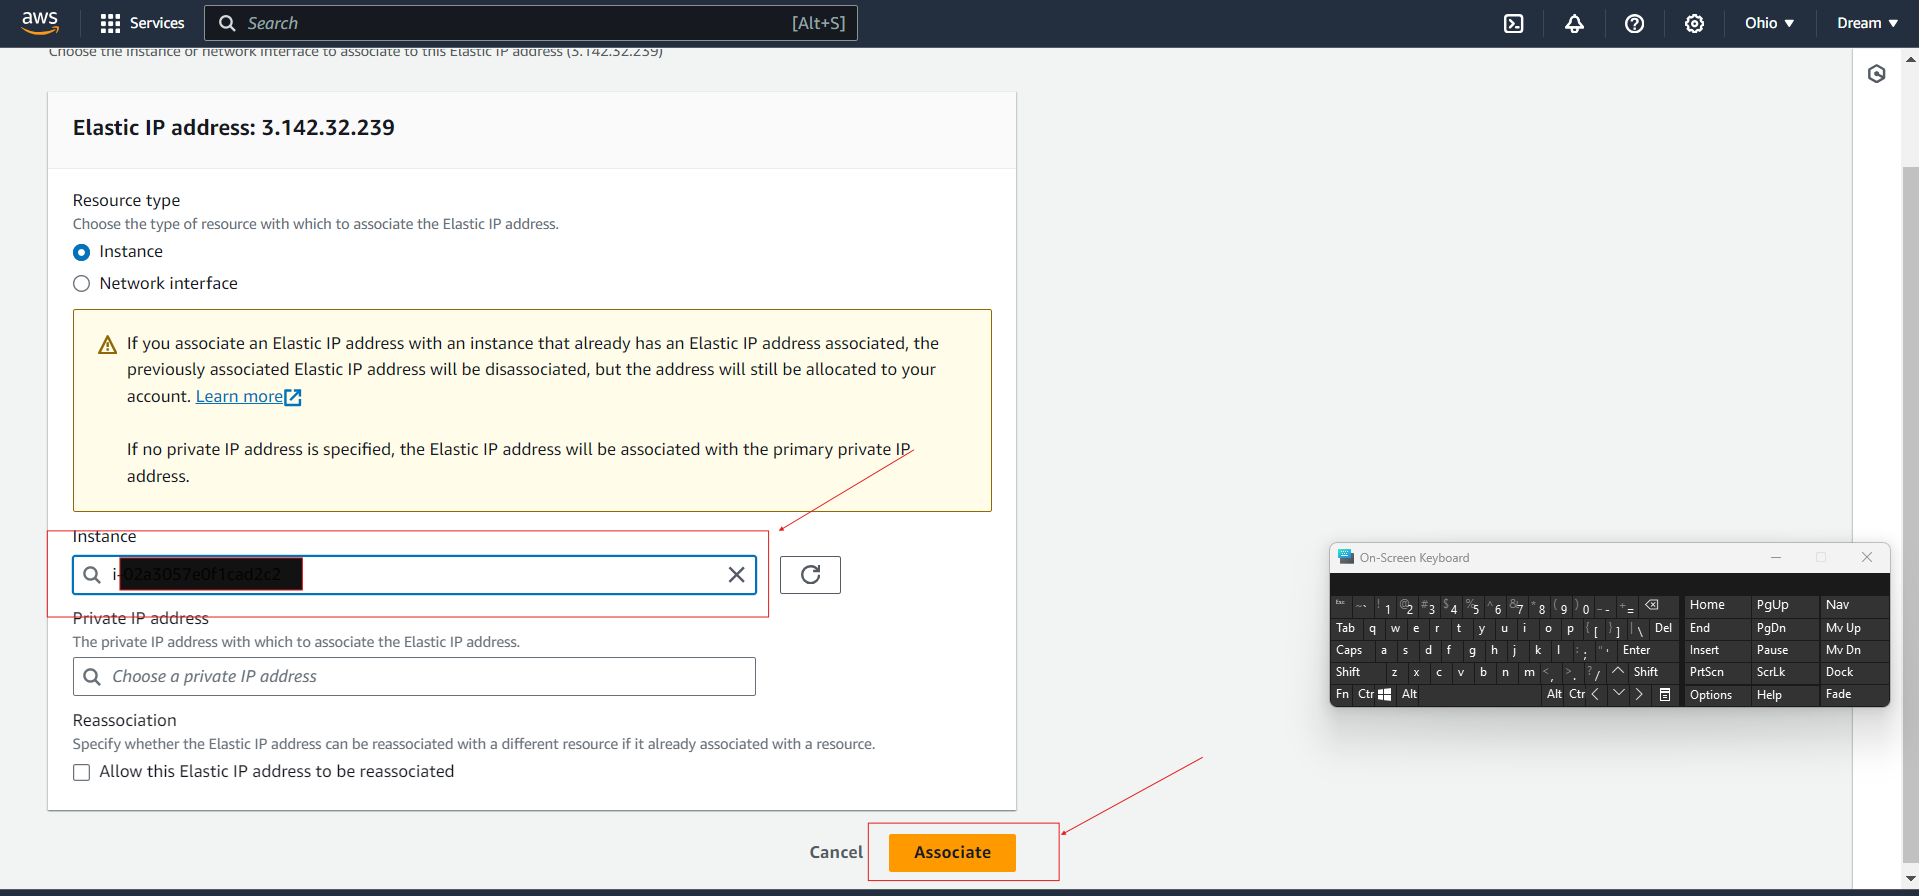 aws
Services
Search
[Alt+S]
Ohio
Dream
Choose the instance or network interface to associate to this Elastic IP address (3.142.32.239)
Elastic IP address: 3.142.32.239
Resource type
Choose the type of resource with which to associate the Elastic IP address.
Instance
Network interface
If you associate an Elastic IP address with an instance that already has an Elastic IP address associated, the
previously associated Elastic IP address will be disassociated, but the address will still be allocated to your
account. Learn more
If no private IP address is specified, the Elastic IP address will be associated with the primary private IP
address.
Instance
i-
Private IP address
The private IP address with which to associate the Elastic IP address.
Choose a private IP address
Reassociation
Specify whether the Elastic IP address can be reassociated with a different resource if it already associated with a resource.
Allow this Elastic IP address to be reassociated
Cancel
Associate
On-Screen Keyboard
Esc ~ ` ! 1 @ 2 # 3 $ 4 % 5 ^ 6 & 7 * 8 ( 9 ) 0 _ - + = Home PgUp Nav
Tab q w e r t y u i o p { [ } ] | \ Del End PgDn Mv Up
Caps a s d f g h j k l : ; " ' Enter Insert Pause Mv Dn
Shift z x c v b n m < , > . ? / Shift PrtScn ScrLk Dock
Fn Ctr Alt Alt Ctr Options Help Fade